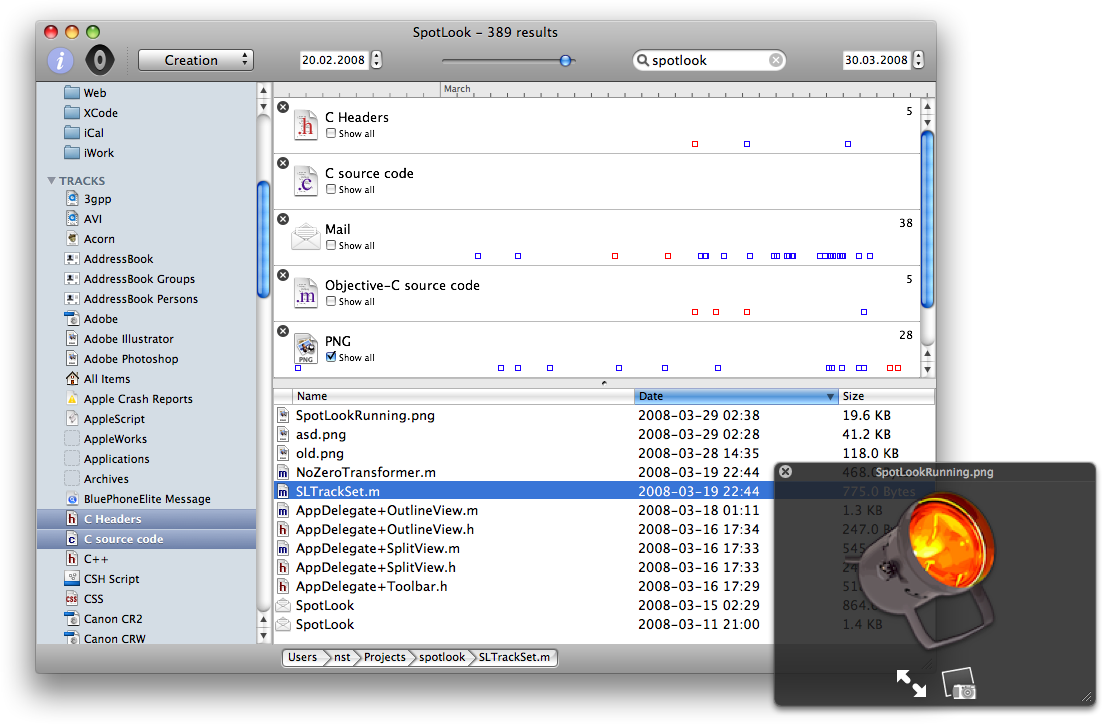 SpotLook – 389 results
i Creation 20.02.2008 spotlook 30.03.2008
Web
XCode
iCal
iWork
TRACKS
3gpp
AVI
Acorn
AddressBook
AddressBook Groups
AddressBook Persons
Adobe
Adobe Illustrator
Adobe Photoshop
All Items
Apple Crash Reports
AppleScript
AppleWorks
Applications
Archives
BluePhoneElite Message
C Headers
C source code
C++
CSH Script
CSS
Canon CR2
Canon CRW
March
.h C Headers 5
Show all
.c C source code
Show all
Mail 38
Show all
.m Objective-C source code 5
Show all
PNG 28
PNG Show all
Name Date Size
SpotLookRunning.png 2008-03-29 02:38 19.6 KB
asd.png 2008-03-29 02:28 41.2 KB
old.png 2008-03-28 14:35 118.0 KB
NoZeroTransformer.m 2008-03-19 22:44 468.0
SLTrackSet.m 2008-03-19 22:44 775.0 Bytes
AppDelegate+OutlineView.m 2008-03-18 01:11 1.3 KB
AppDelegate+OutlineView.h 2008-03-16 17:34 247.0
AppDelegate+SplitView.m 2008-03-16 17:33
AppDelegate+SplitView.h 2008-03-16 17:33
AppDelegate+Toolbar.h 2008-03-16 17:29
SpotLook 2008-03-15 02:29 864.0
SpotLook 2008-03-11 21:00 1.4 KB
Users nst Projects spotlook SLTrackSet.m
SpotLookRunning.png